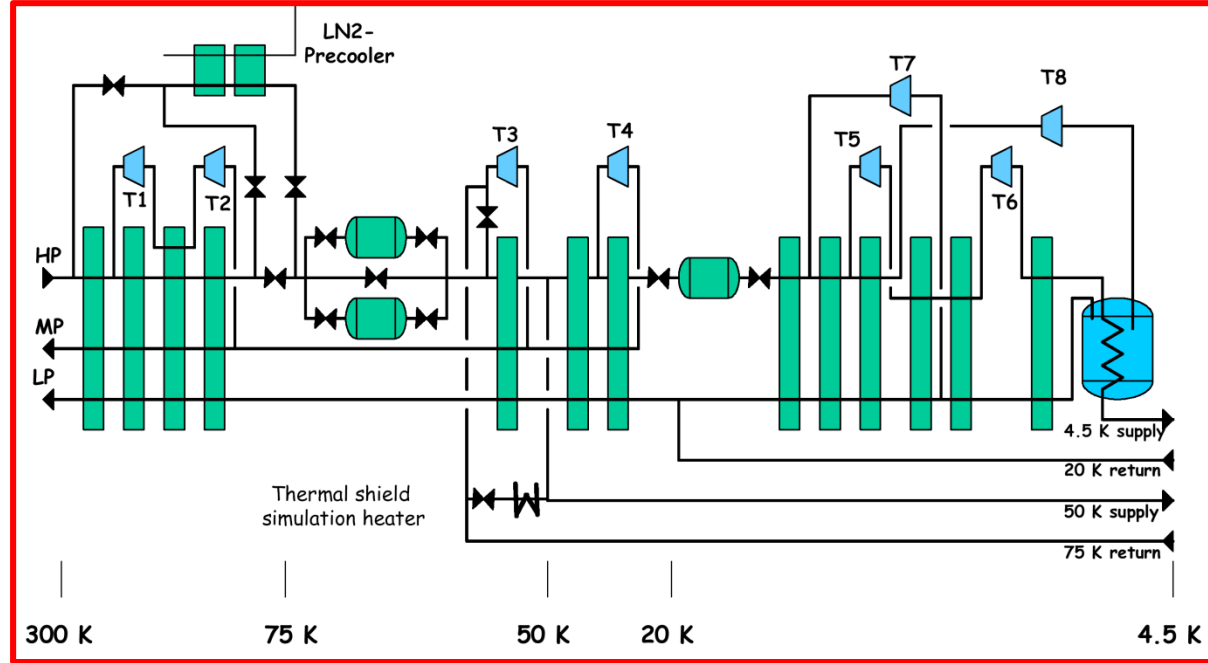 LN2-
Precooler
T7
T8
T3
T4
T5
T1
T2
T6
HP
MP
LP
4.5 K supply
20 K return
Thermal shield
simulation heater
50 K supply
75 K return
300 K
75 K
50 K
20 K
4.5 K